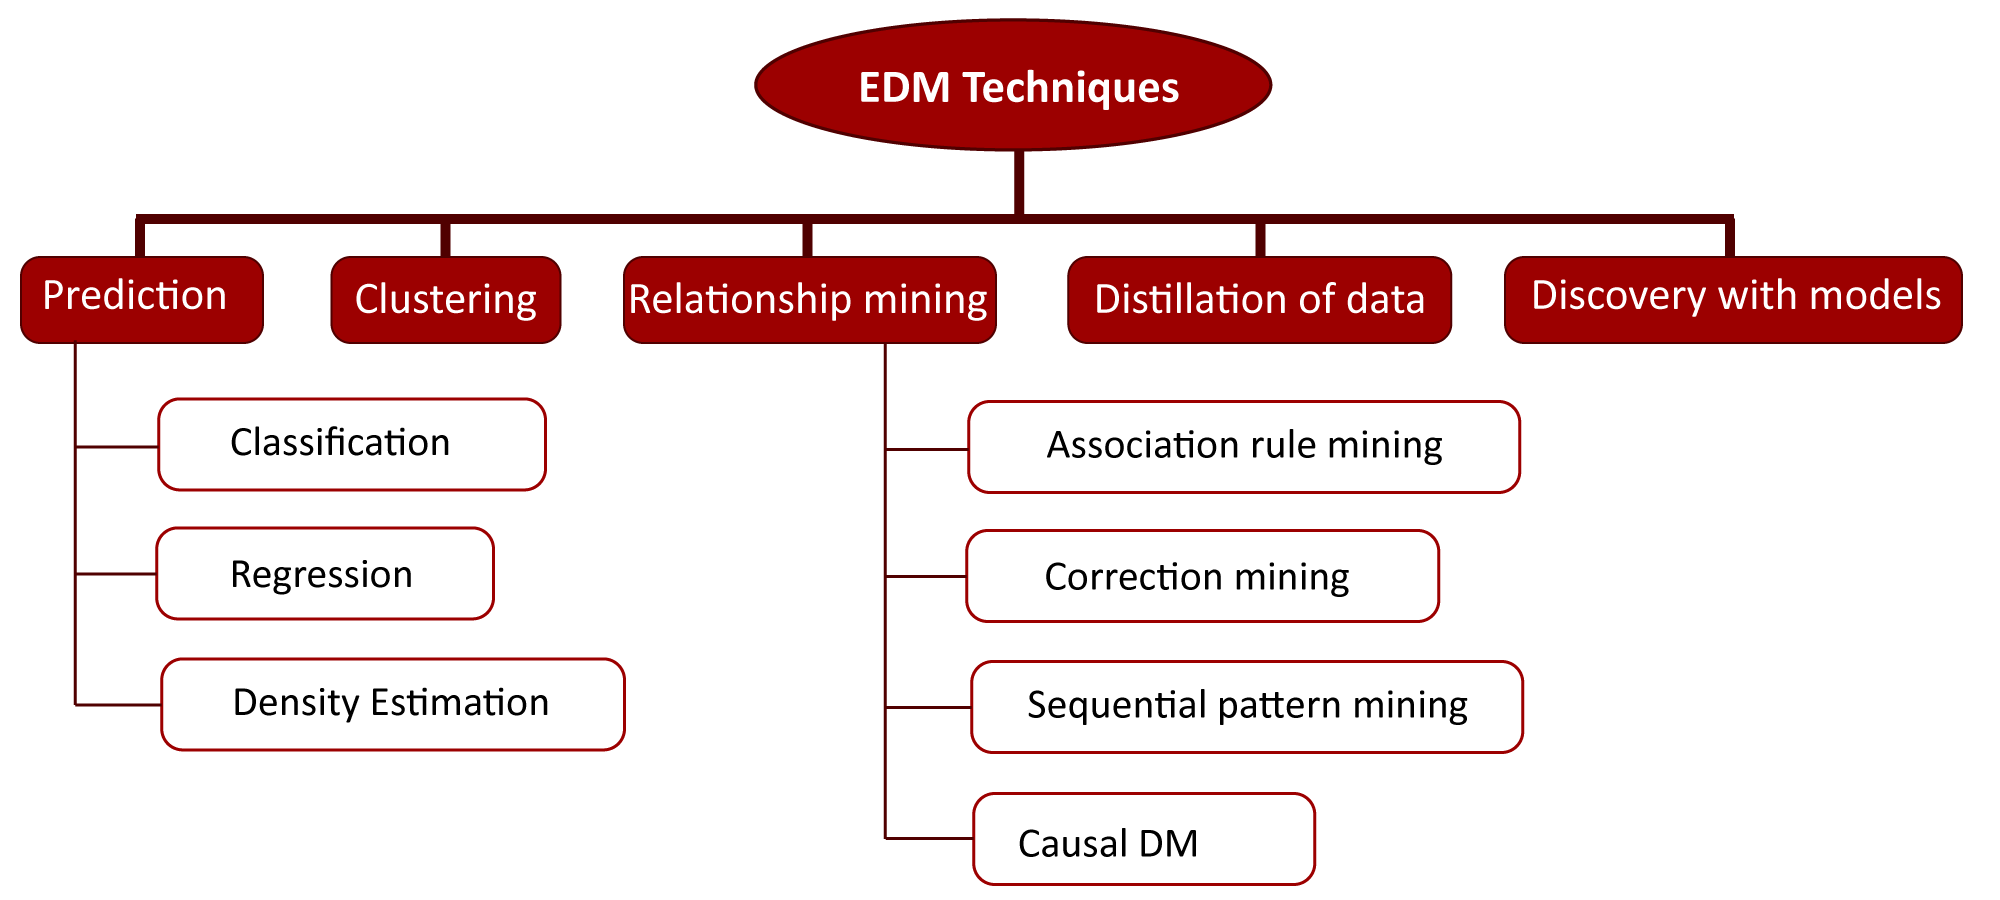 EDM Techniques
Prediction
Clustering
Relationship mining
Distillation of data
Discovery with models
Classification
Regression
Density Estimation
Association rule mining
Correction mining
Sequential pattern mining
Causal DM